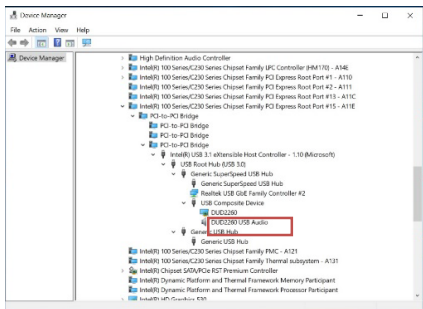 Device Manager
File Action View Help
Device Manager
High Definition Audio Controller
Intel(R) 100 Series/C230 Series Chipset Family LPC Controller (HM170) - A14E
Intel(R) 100 Series/C230 Series Chipset Family PCI Express Root Port #1 - A110
Intel(R) 100 Series/C230 Series Chipset Family PCI Express Root Port #2 - A111
Intel(R) 100 Series/C230 Series Chipset Family PCI Express Root Port #13 - A11C
Intel(R) 100 Series/C230 Series Chipset Family PCI Express Root Port #15 - A11E
PCI-to-PCI Bridge
PCI-to-PCI Bridge
PCI-to-PCI Bridge
PCI-to-PCI Bridge
Intel(R) USB 3.1 eXtensible Host Controller - 1.10 (Microsoft)
USB Root Hub (USB 3.0)
Generic SuperSpeed USB Hub
Generic SuperSpeed USB Hub
Realtek USB GbE Family Controller #2
USB Composite Device
DUD2260
DUD2260 USB Audio
Generic USB Hub
Generic USB Hub
Intel(R) 100 Series/C230 Series Chipset Family PMC - A121
Intel(R) 100 Series/C230 Series Chipset Family Thermal subsystem - A131
Intel(R) Chipset SATA/PCIe RST Premium Controller
Intel(R) Dynamic Platform and Thermal Framework Memory Participant
Intel(R) Dynamic Platform and Thermal Framework Processor Participant
Intel(R) HD Graphics 530